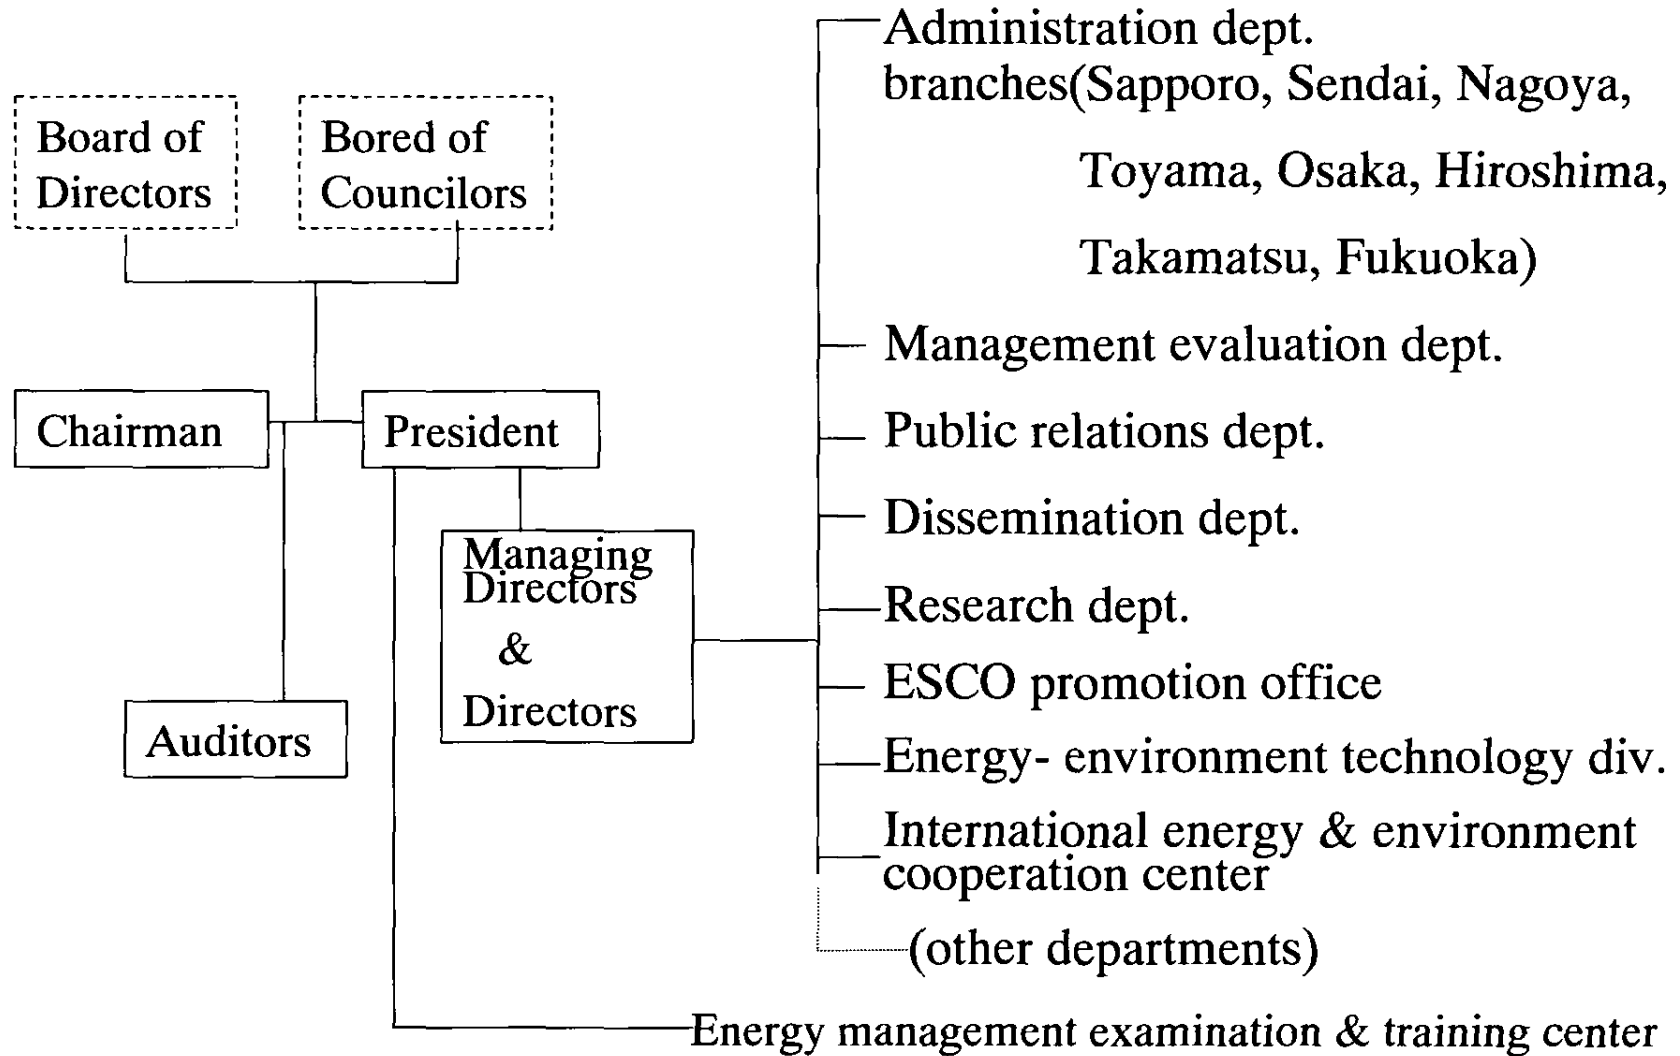 Board of
Directors
Bored of
Councilors
Chairman
President
Auditors
Managing
Directors
&
Directors
Administration dept.
branches(Sapporo, Sendai, Nagoya,
Toyama, Osaka, Hiroshima,
Takamatsu, Fukuoka)
Management evaluation dept.
Public relations dept.
Dissemination dept.
Research dept.
ESCO promotion office
Energy- environment technology div.
International energy & environment
cooperation center
(other departments)
Energy management examination & training center